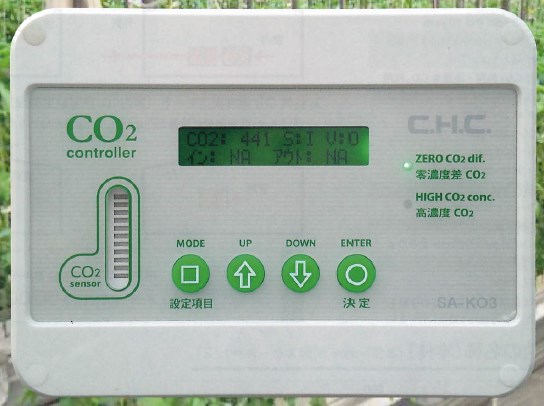 CO2
controller
CO2: 441 S:I V:O
イン: NA アウト: NA
C.H.C.
ZERO CO2 dif.
零濃度差 CO2
HIGH CO2 conc.
高濃度 CO2
CO2
sensor
MODE UP DOWN ENTER
設定項目 決定
SA-KO3